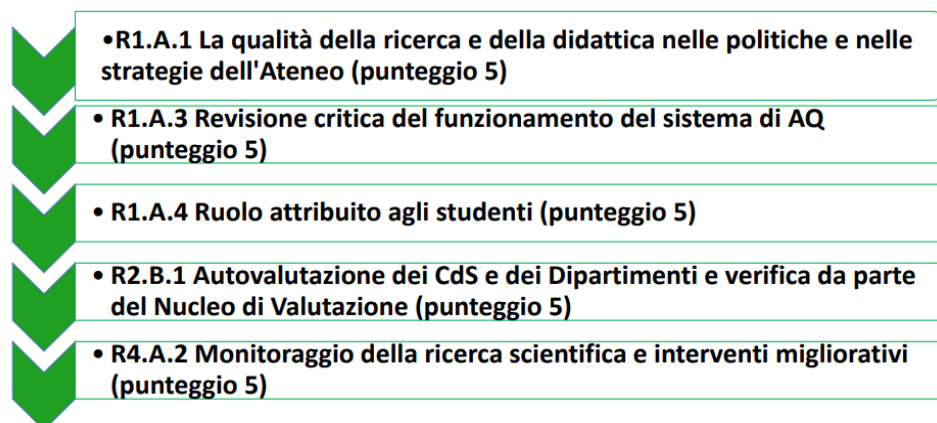 •R1.A.1 La qualità della ricerca e della didattica nelle politiche e nelle
strategie dell'Ateneo (punteggio 5)
• R1.A.3 Revisione critica del funzionamento del sistema di AQ
(punteggio 5)
• R1.A.4 Ruolo attribuito agli studenti (punteggio 5)
• R2.B.1 Autovalutazione dei CdS e dei Dipartimenti e verifica da parte
del Nucleo di Valutazione (punteggio 5)
• R4.A.2 Monitoraggio della ricerca scientifica e interventi migliorativi
(punteggio 5)